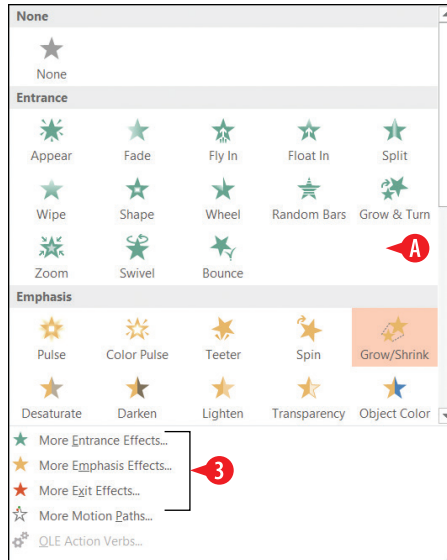 None
None
Entrance
Appear Fade Fly In Float In Split
Wipe Shape Wheel Random Bars Grow & Turn
Zoom Swivel Bounce
A
Emphasis
Pulse Color Pulse Teeter Spin Grow/Shrink
Desaturate Darken Lighten Transparency Object Color
More Entrance Effects...
More Emphasis Effects...
3
More Exit Effects...
More Motion Paths...
OLE Action Verbs...